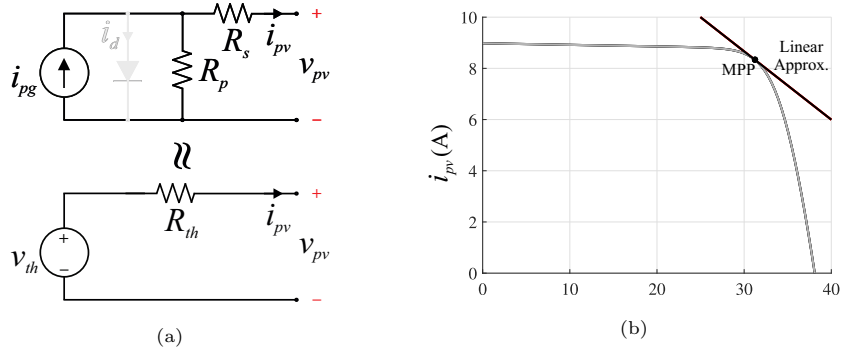 i_d
i_pg
R_p
R_s
i_pv
+
v_pv
−
≈
v_th
+
−
R_th
i_pv
+
v_pv
−
(a)
10
8
6
4
2
0
i_pv (A)
Linear
Approx.
MPP
0
10
20
30
40
(b)